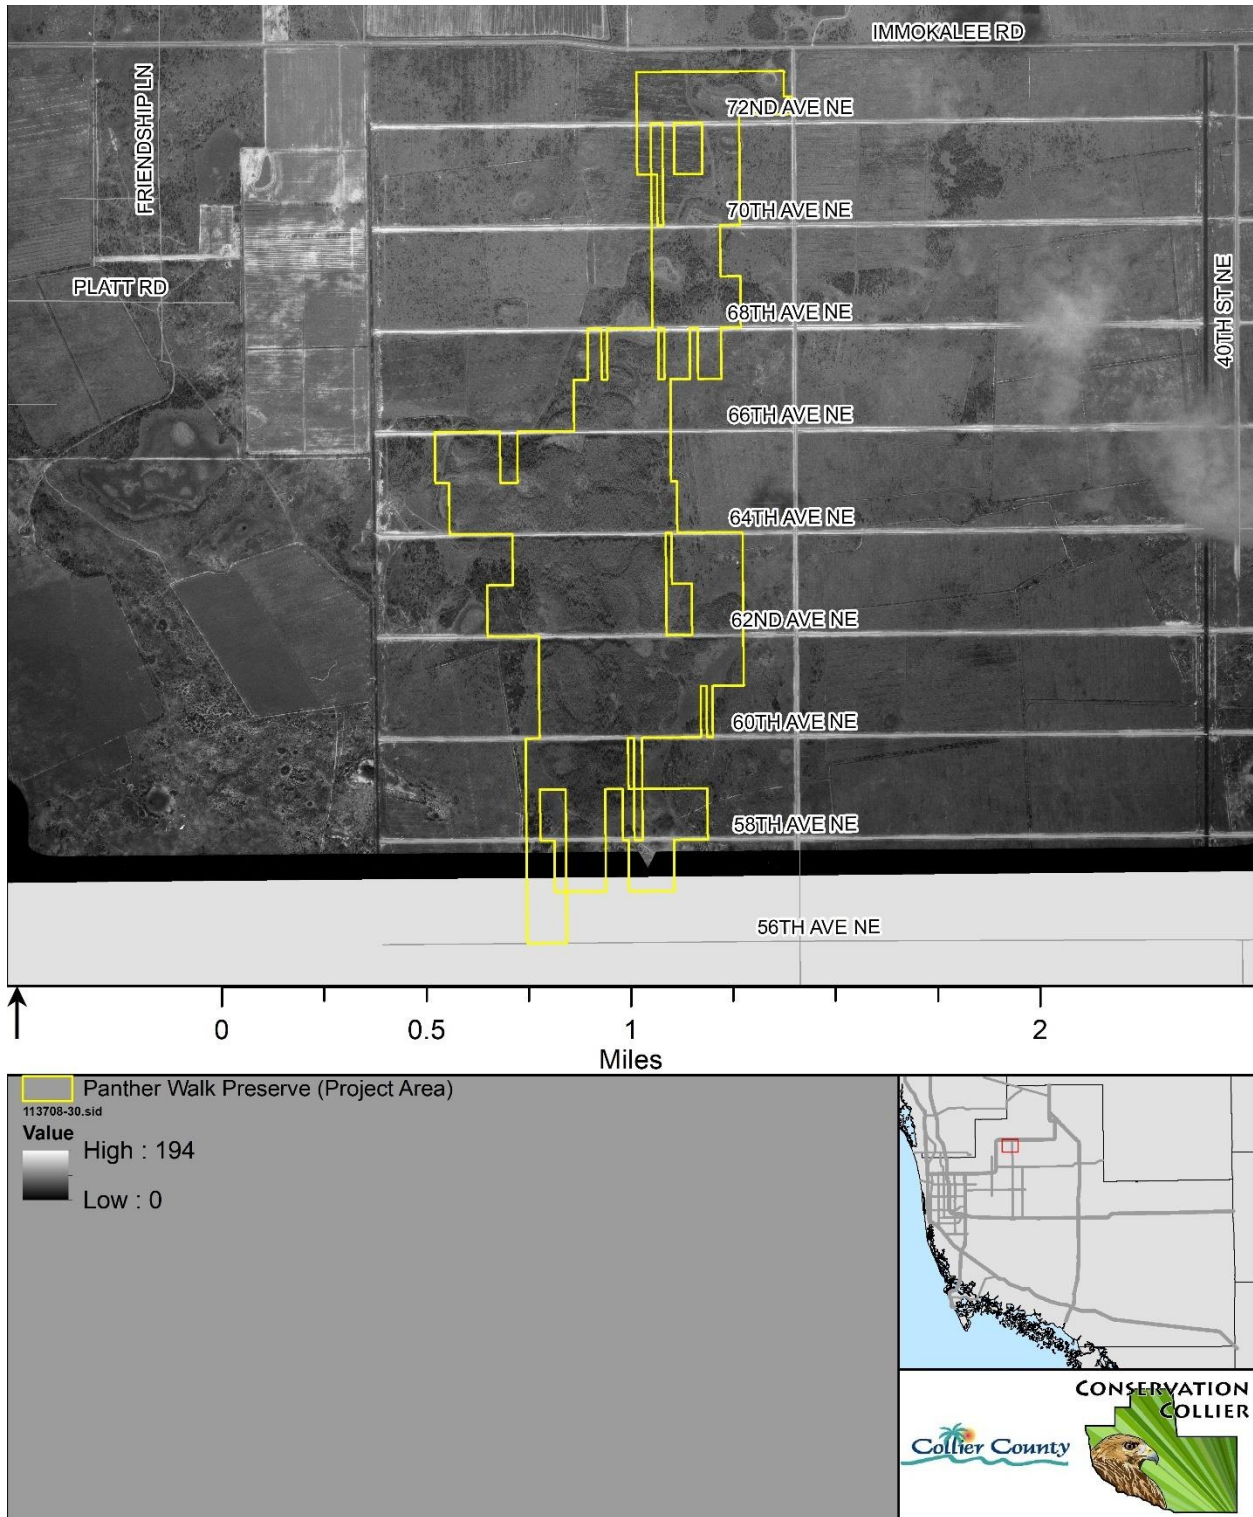 IMMOKALEE RD
FRIENDSHIP LN
72ND AVE NE
70TH AVE NE
PLATT RD
68TH AVE NE
40TH ST NE
66TH AVE NE
64TH AVE NE
62ND AVE NE
60TH AVE NE
58TH AVE NE
56TH AVE NE
0 0.5 1 2
Miles
Panther Walk Preserve (Project Area)
113708-30.sid
Value
High : 194
Low : 0
CONSERVATION
COLLIER
Collier County